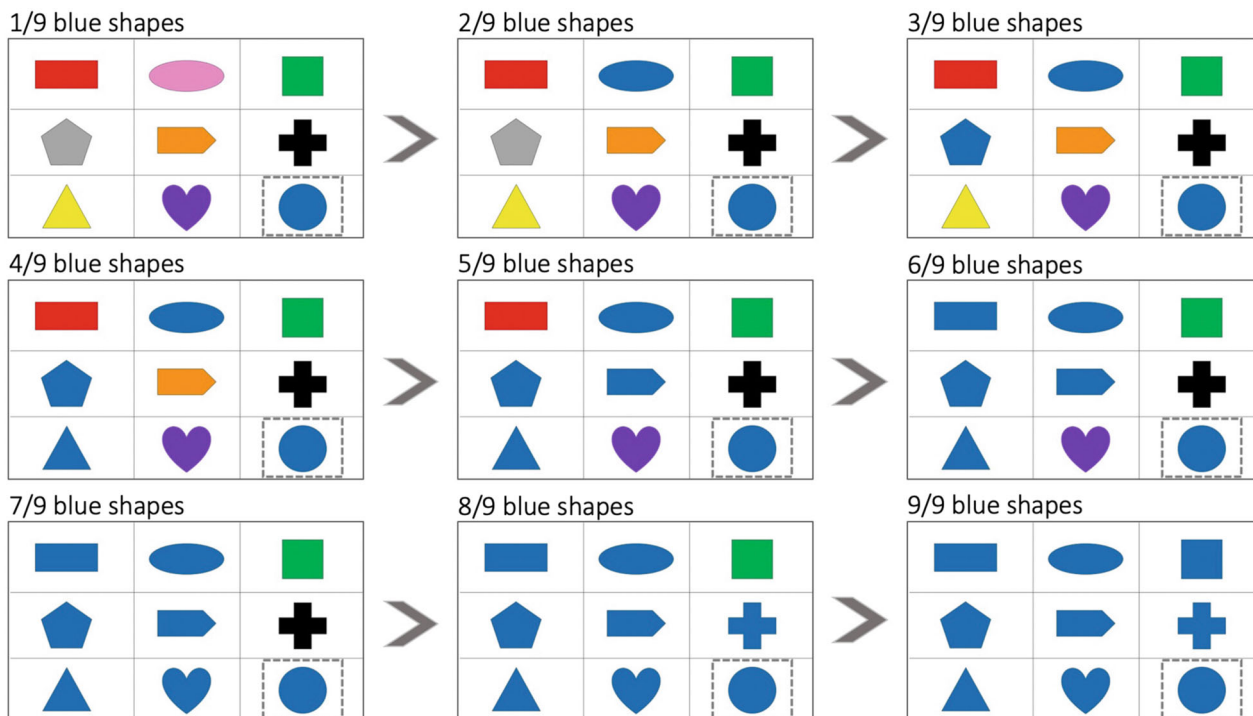 1/9 blue shapes
2/9 blue shapes
3/9 blue shapes
4/9 blue shapes
5/9 blue shapes
6/9 blue shapes
7/9 blue shapes
8/9 blue shapes
9/9 blue shapes